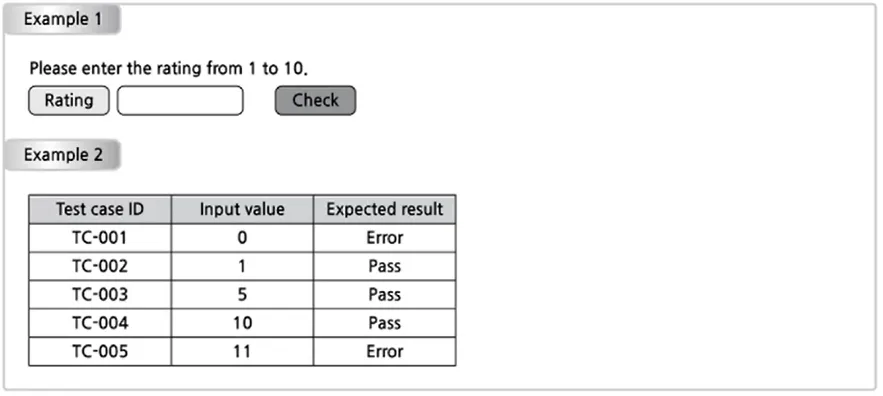 Example 1
Please enter the rating from 1 to 10.
Rating Check
Example 2
Test case ID Input value Expected result
TC-001 0 Error
TC-002 1 Pass
TC-003 5 Pass
TC-004 10 Pass
TC-005 11 Error